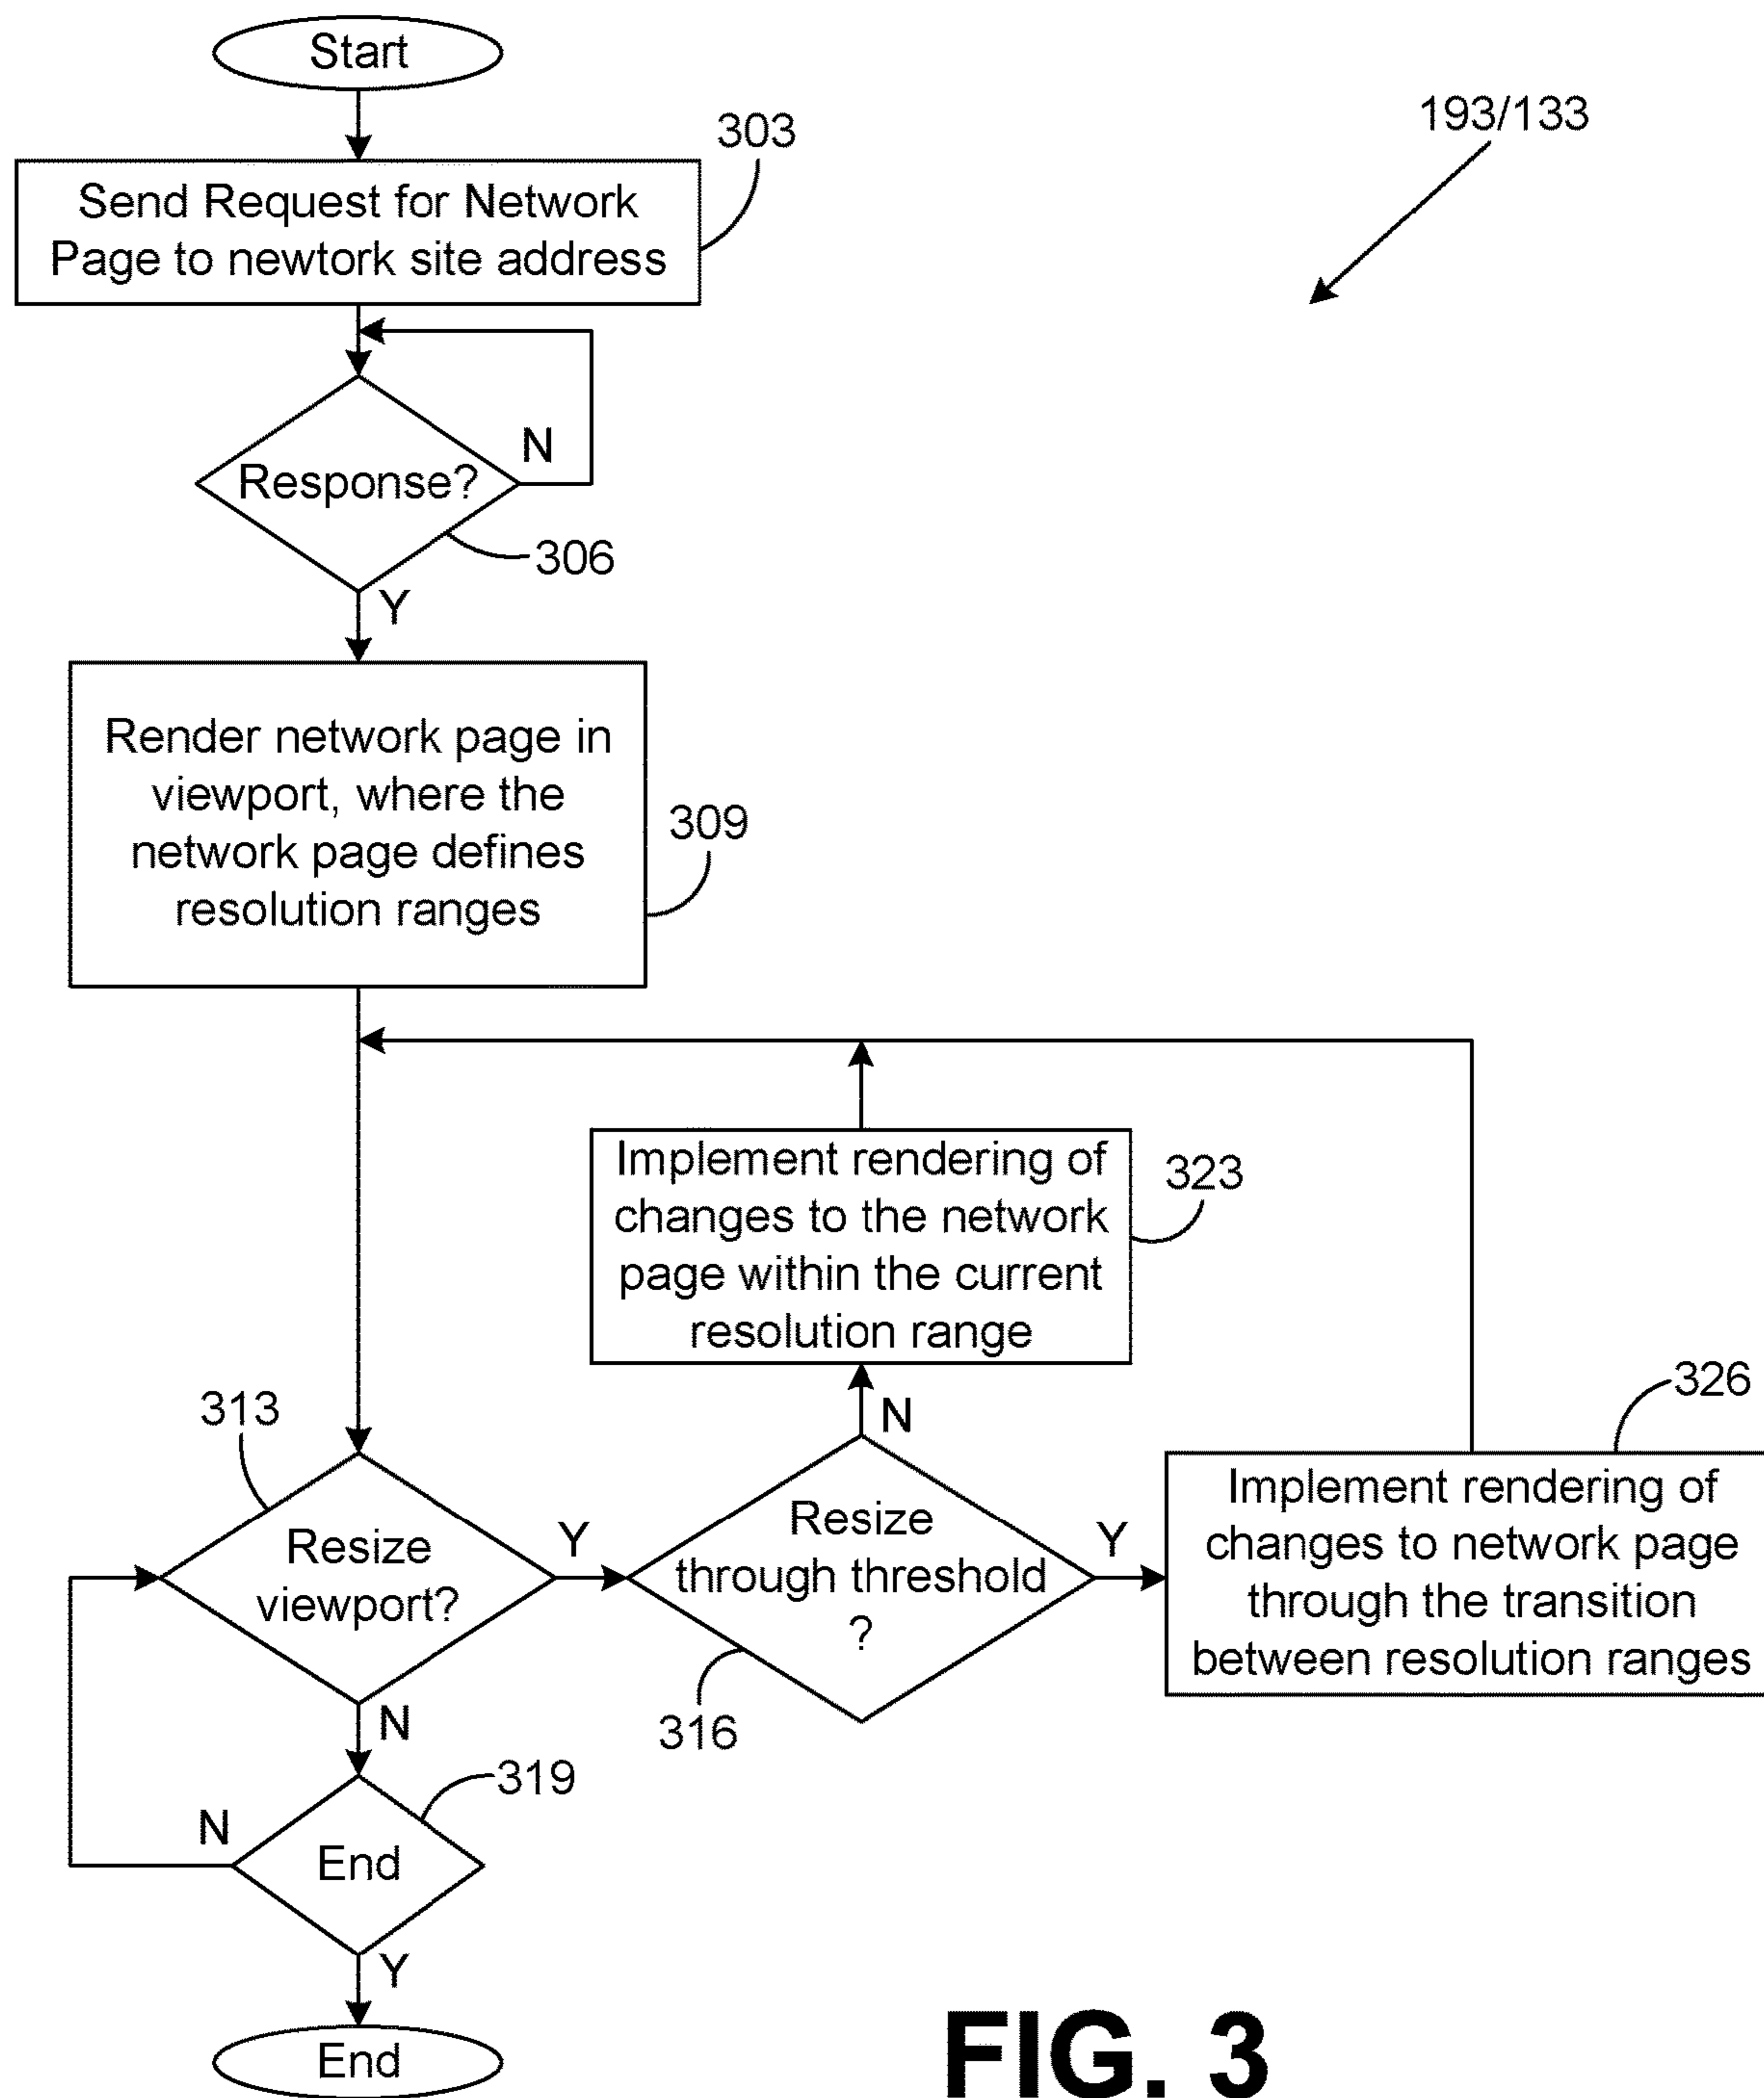 Start
193/133
303
Send Request for Network
Page to newtork site address
N
Response?
306
Y
Render network page in
viewport, where the
network page defines
resolution ranges
309
Implement rendering of
changes to the network
page within the current
resolution range
323
326
313
N
Resize
viewport?
Y
Resize
through threshold
?
Y
Implement rendering of
changes to network page
through the transition
between resolution ranges
316
N
319
N
End
Y
End
FIG. 3